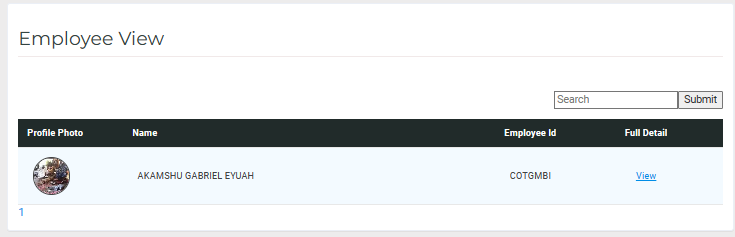 Employee View
Search Submit
Profile Photo Name Employee Id Full Detail
AKAMSHU GABRIEL EYUAH COTGMBI View
1